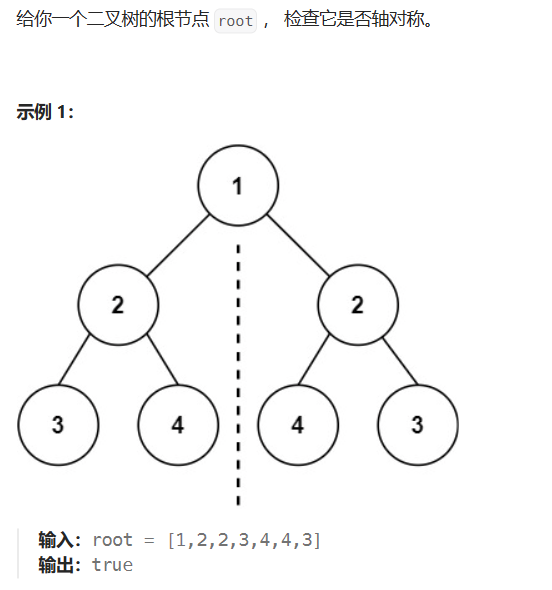 给你一个二叉树的根节点 root ， 检查它是否轴对称。
示例 1：
1
2 2
3 4 4 3
输入：root = [1,2,2,3,4,4,3]
输出：true